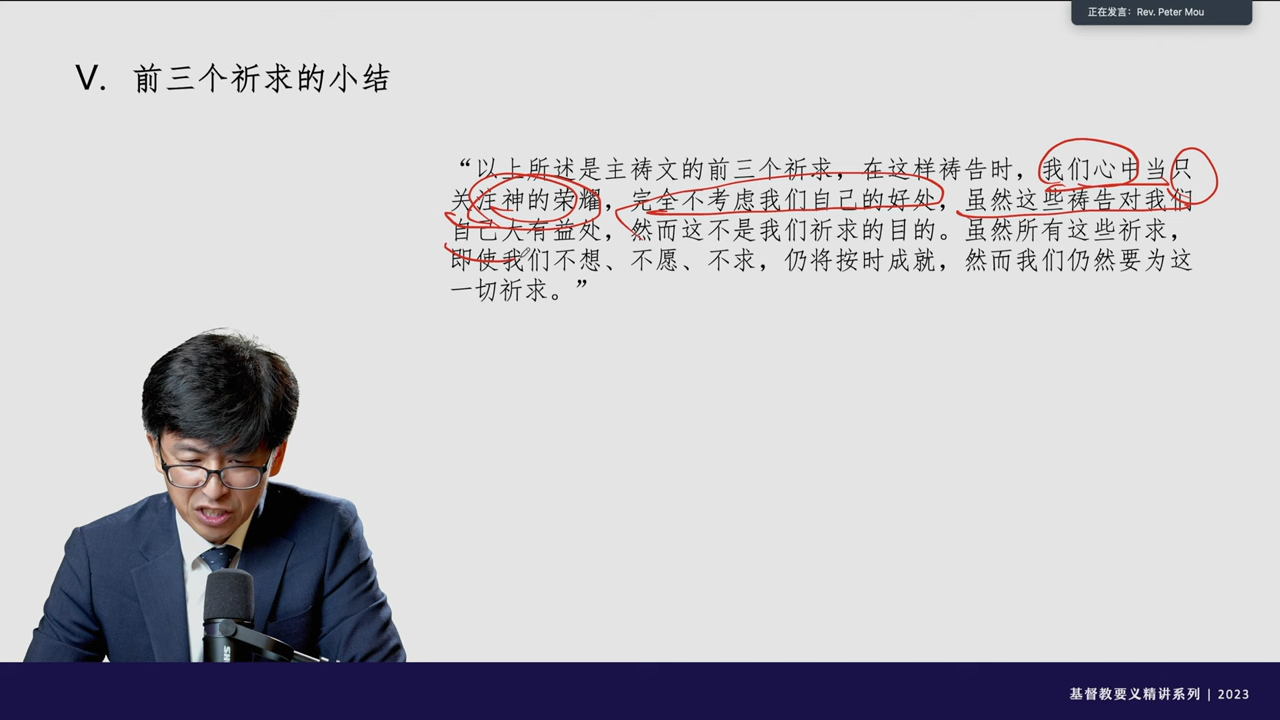 正在发言：Rev. Peter Mou
V. 前三个祈求的小结
“以上所述是主祷文的前三个祈求，在这样祷告时，我们心中当只
关注神的荣耀，完全不考虑我们自己的好处，虽然这些祷告对我们
自己大有益处，然而这不是我们祈求的目的。虽然所有这些祈求，
即使我们不想、不愿、不求，仍将按时成就，然而我们仍然要为这
一切祈求。”
基督教要义精讲系列 | 2023